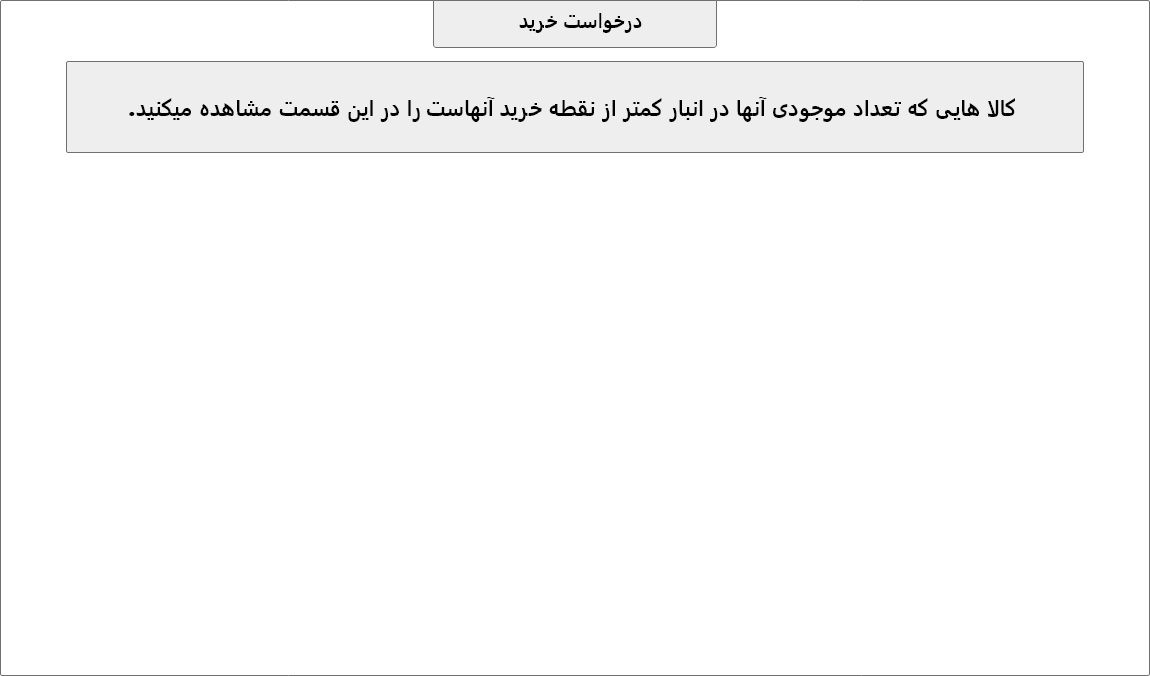 درخواست خرید
کالا هایی که تعداد موجودی آنها در انبار کمتر از نقطه خرید آنهاست را در این قسمت مشاهده میکنید.